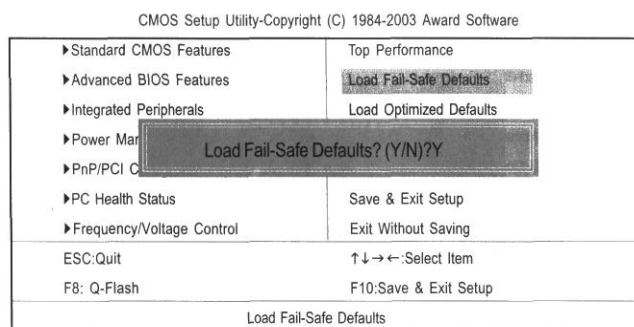 CMOS Setup Utility-Copyright (C) 1984-2003 Award Software
▶Standard CMOS Features
Top Performance
▶Advanced BIOS Features
Load Fail-Safe Defaults
▶Integrated Peripherals
Load Optimized Defaults
▶Power Mar
▶PnP/PCI C
Load Fail-Safe Defaults? (Y/N)?Y
▶PC Health Status
Save & Exit Setup
▶Frequency/Voltage Control
Exit Without Saving
ESC:Quit
↑↓→←:Select Item
F8: Q-Flash
F10:Save & Exit Setup
Load Fail-Safe Defaults